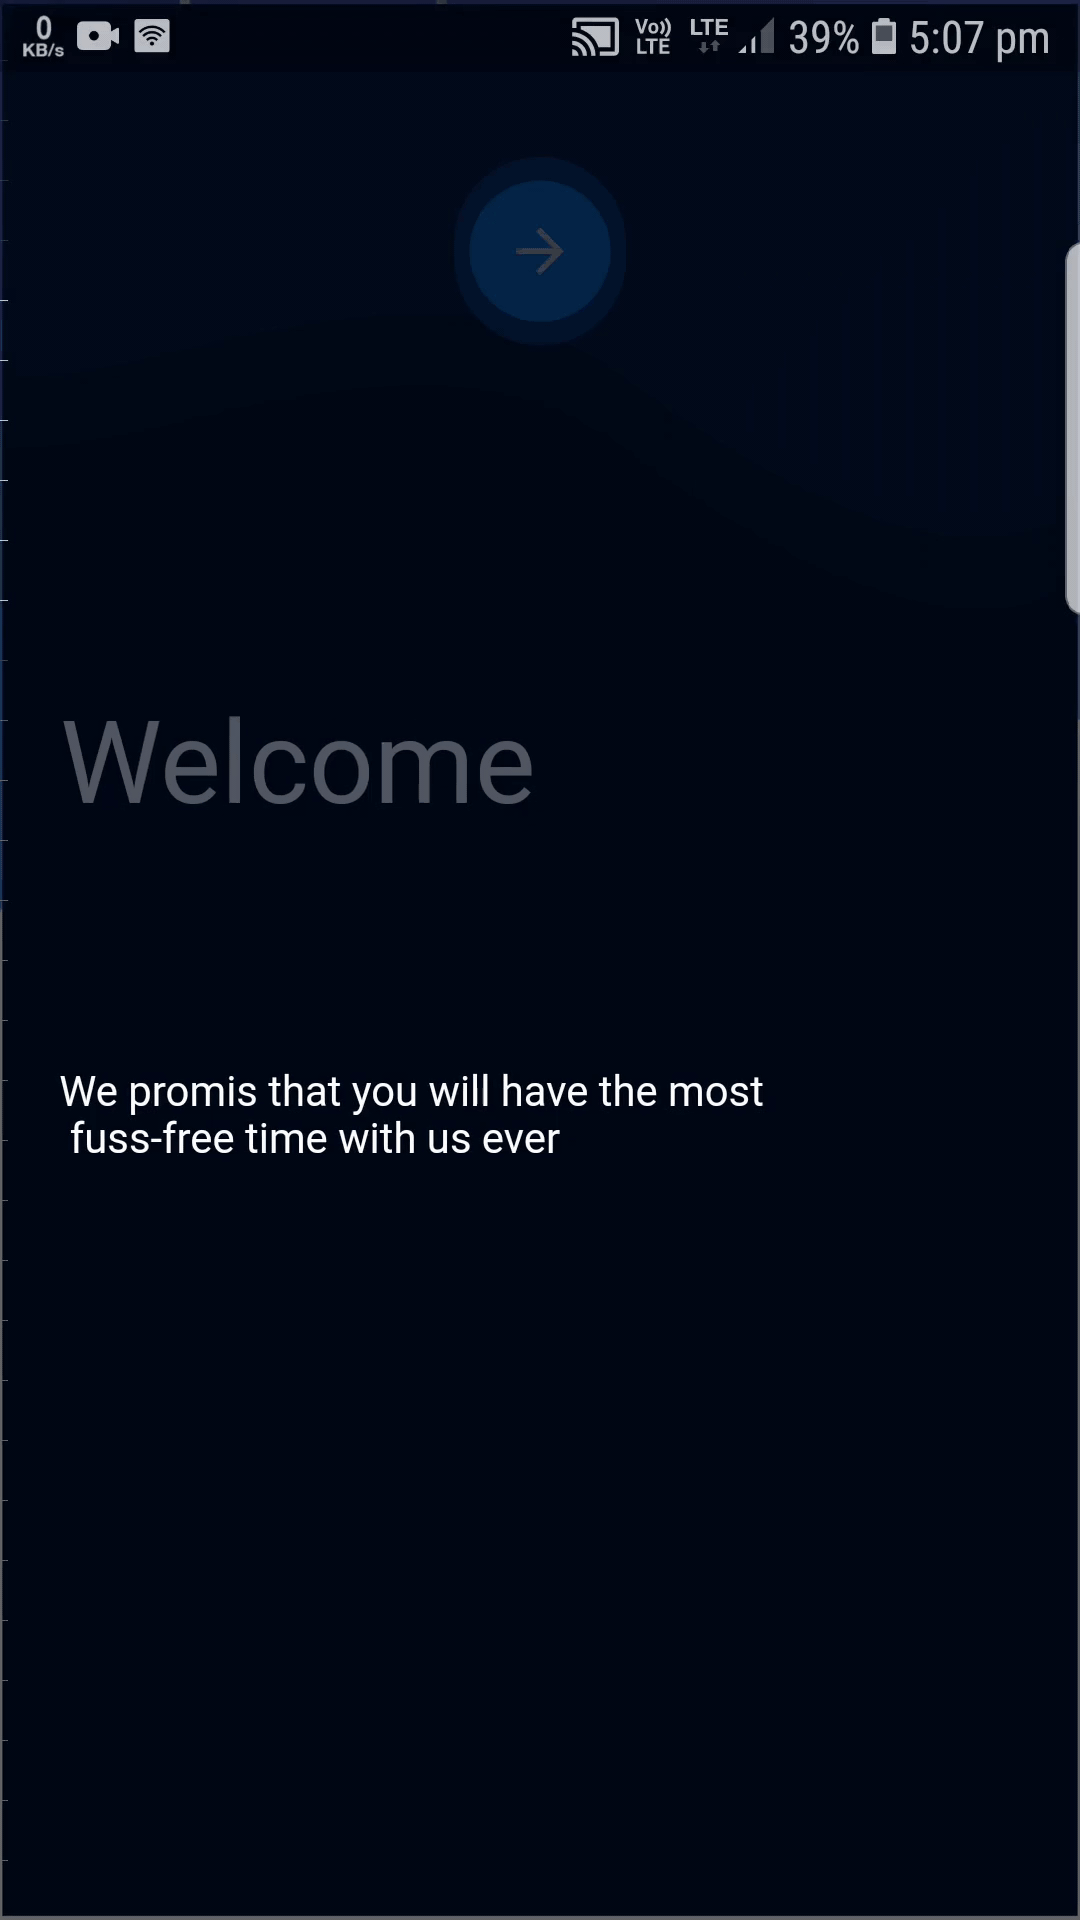 0
KB/s
Vo))
LTE
LTE
39%
5:07 pm
Welcome
We promis that you will have the most
fuss-free time with us ever